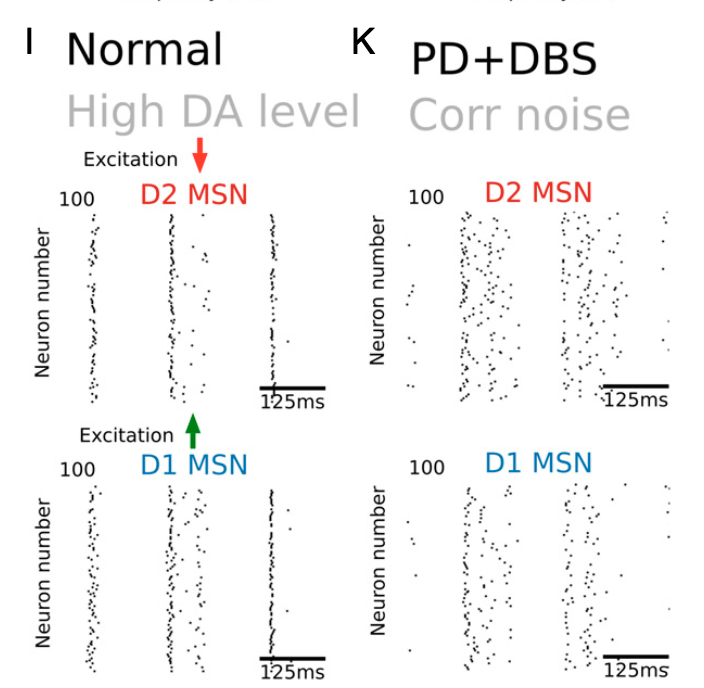 I
Normal
High DA level
Excitation
100
D2 MSN
Neuron number
125ms
Excitation
100
D1 MSN
Neuron number
125ms
K
PD+DBS
Corr noise
100
D2 MSN
Neuron number
125ms
100
D1 MSN
Neuron number
125ms